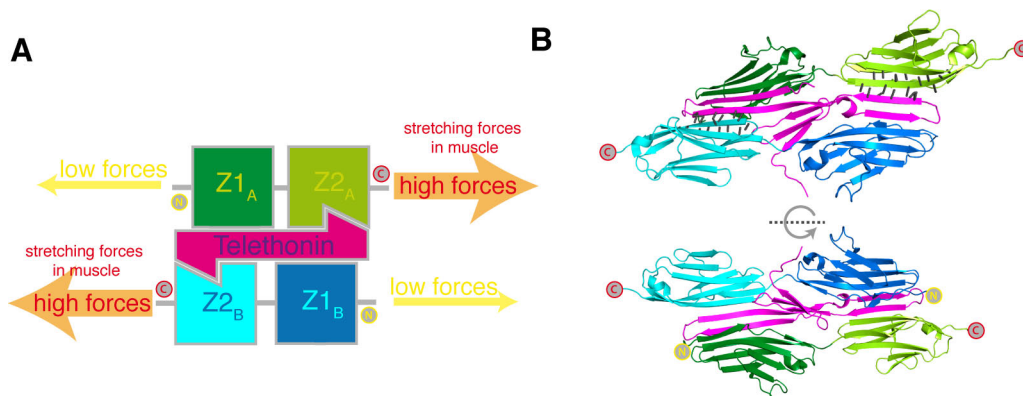 A
B
stretching forces
in muscle
low forces
high forces
Z1A
Z2A
C
N
Telethonin
stretching forces
in muscle
high forces
C
Z2B
Z1B
N
low forces
C
C
C
N
N
C